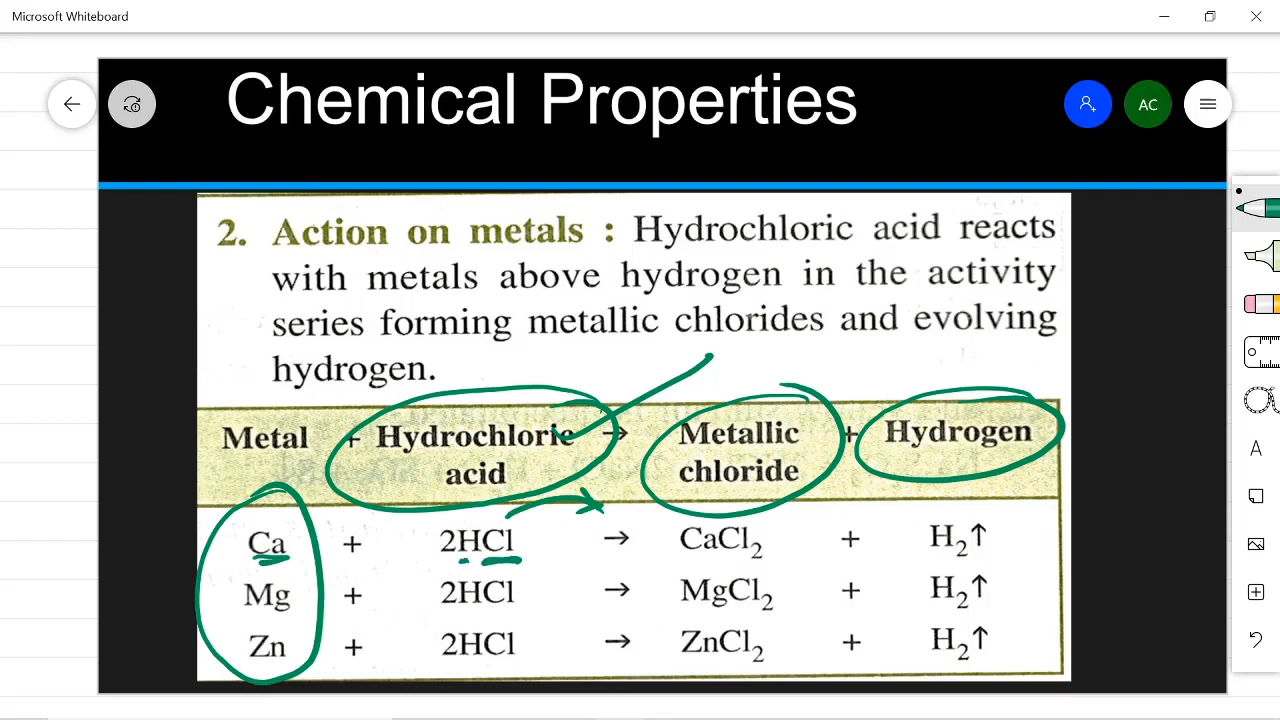 Microsoft Whiteboard
Chemical Properties
AC
2. Action on metals : Hydrochloric acid reacts
with metals above hydrogen in the activity
series forming metallic chlorides and evolving
hydrogen.
Metal + Hydrochloric → Metallic + Hydrogen
acid chloride
Ca + 2HCl → CaCl₂ + H₂↑
Mg + 2HCl → MgCl₂ + H₂↑
Zn + 2HCl → ZnCl₂ + H₂↑
A